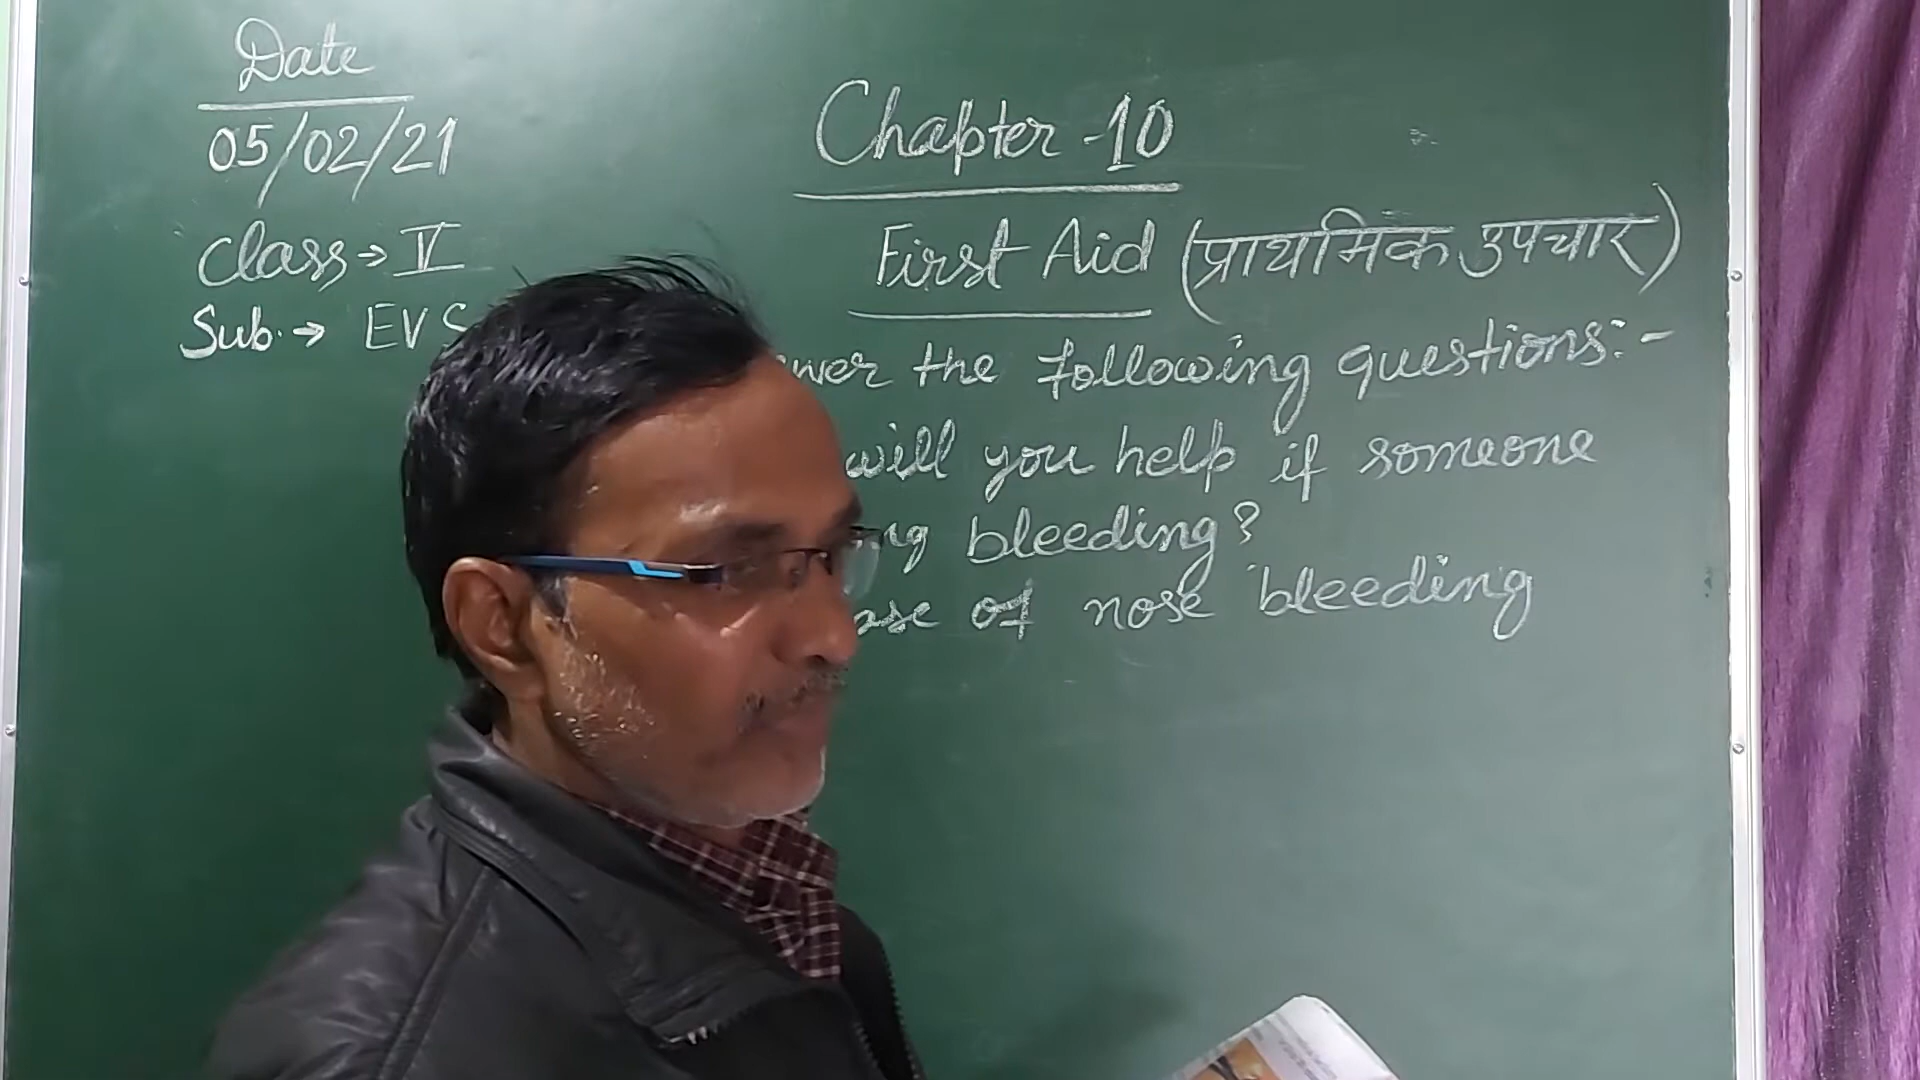 Date
05/02/21
Class → V
Sub. → EVS
Chapter - 10
First Aid (प्राथमिक उपचार)
the following questions:-
will you help if someone
bleeding?
of nose bleeding